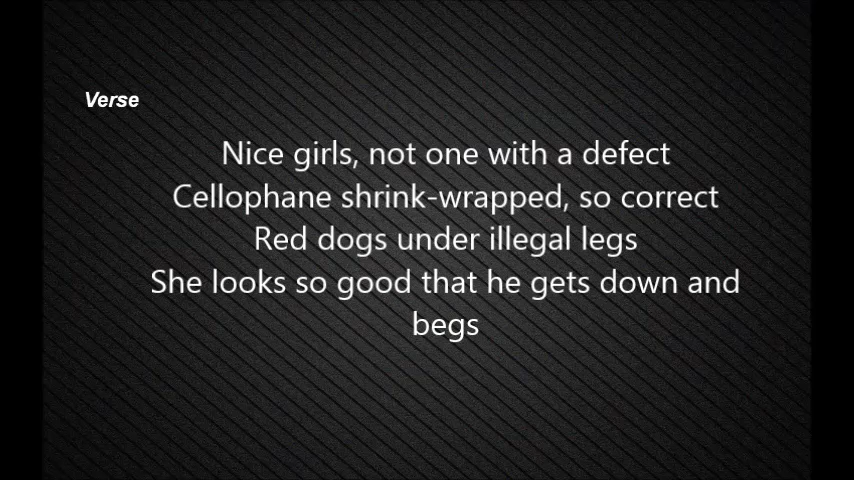 Verse
Nice girls, not one with a defect
Cellophane shrink-wrapped, so correct
Red dogs under illegal legs
She looks so good that he gets down and
begs